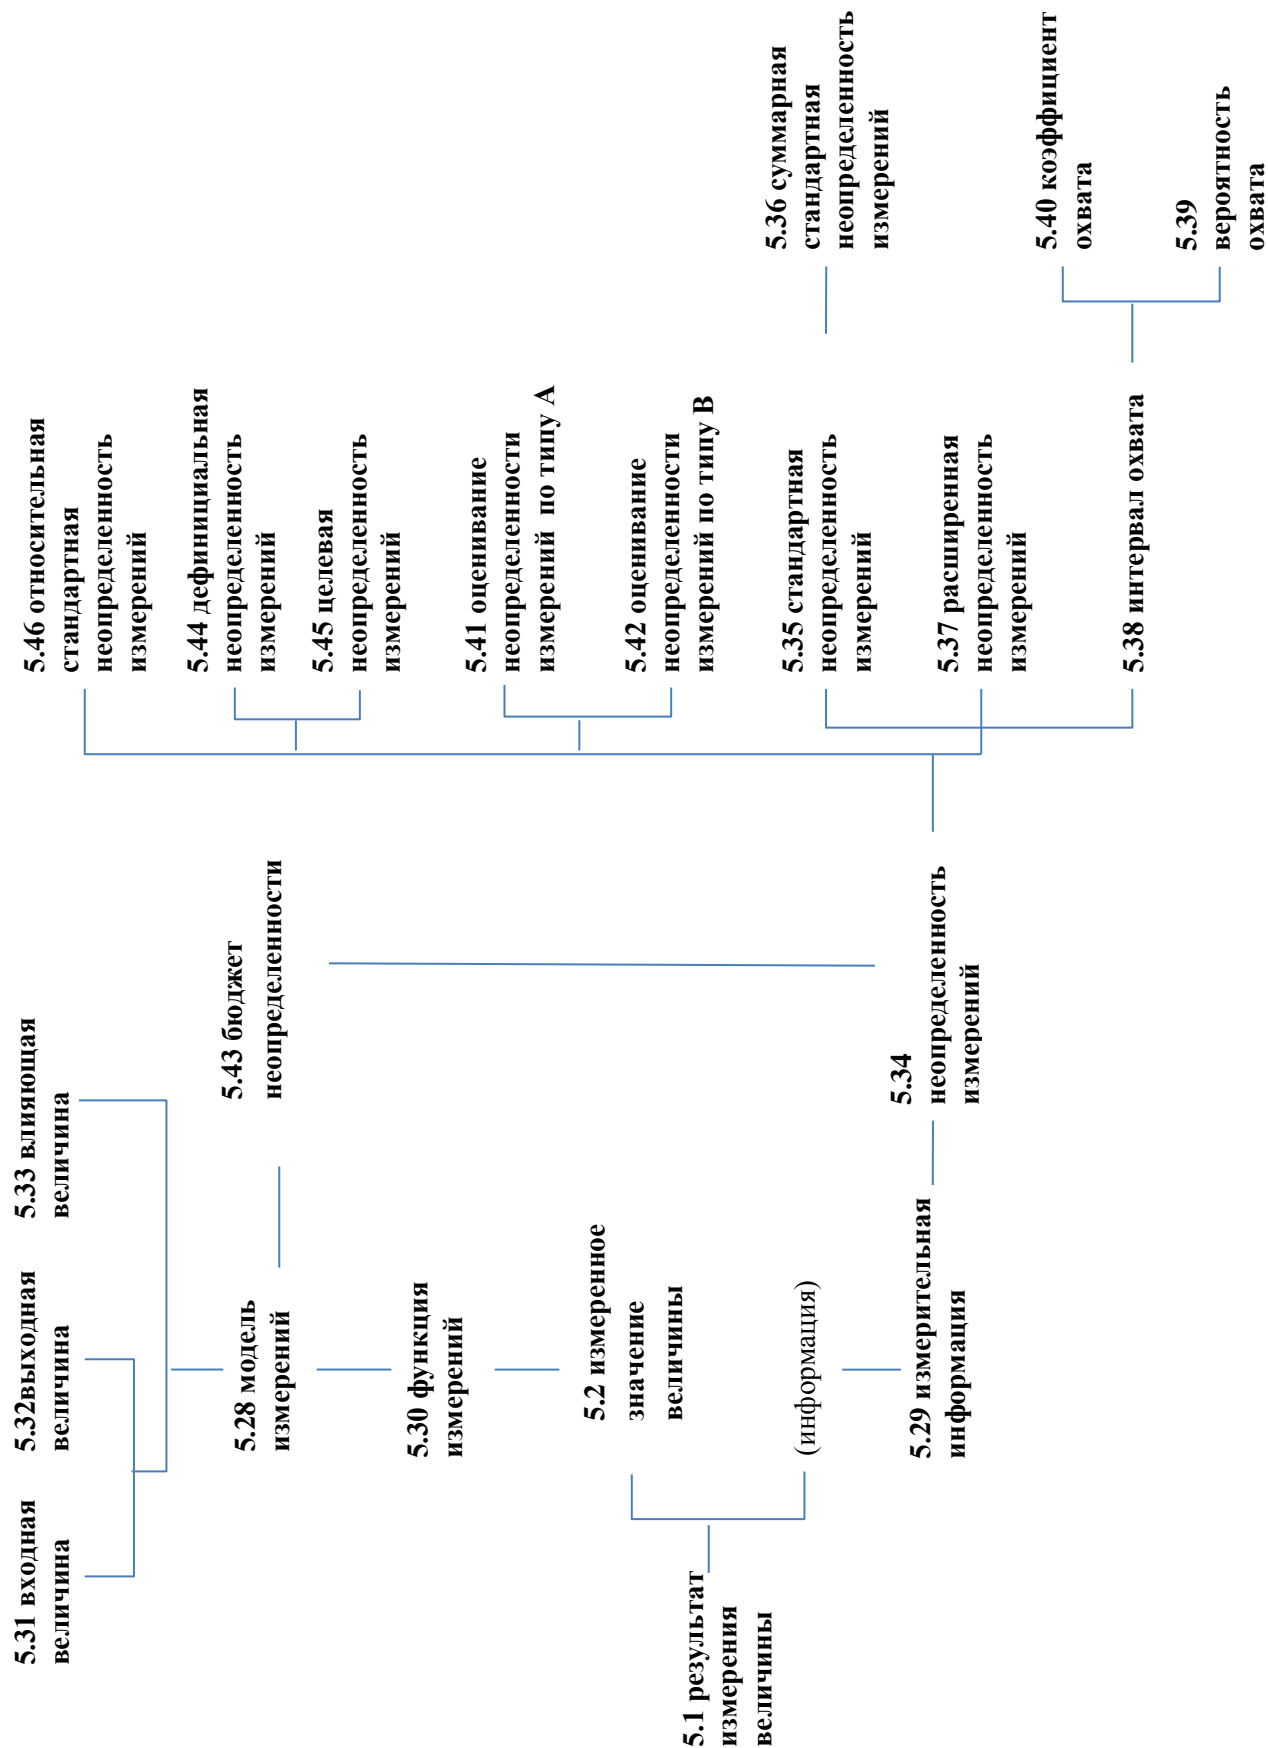 5.31 входная
величина
5.32выходная
величина
5.33 влияющая
величина
5.28 модель
измерений
5.43 бюджет
неопределенности
5.30 функция
измерений
5.1 результат
измерения
величины
5.2 измеренное
значение
величины
(информация)
5.29 измерительная
информация
5.34
неопределенность
измерений
5.46 относительная
стандартная
неопределенность
измерений
5.44 дефинициальная
неопределенность
измерений
5.45 целевая
неопределенность
измерений
5.41 оценивание
неопределенности
измерений по типу А
5.42 оценивание
неопределенности
измерений по типу В
5.35 стандартная
неопределенность
измерений
5.36 суммарная
стандартная
неопределенность
измерений
5.37 расширенная
неопределенность
измерений
5.38 интервал охвата
5.40 коэффициент
охвата
5.39
вероятность
охвата